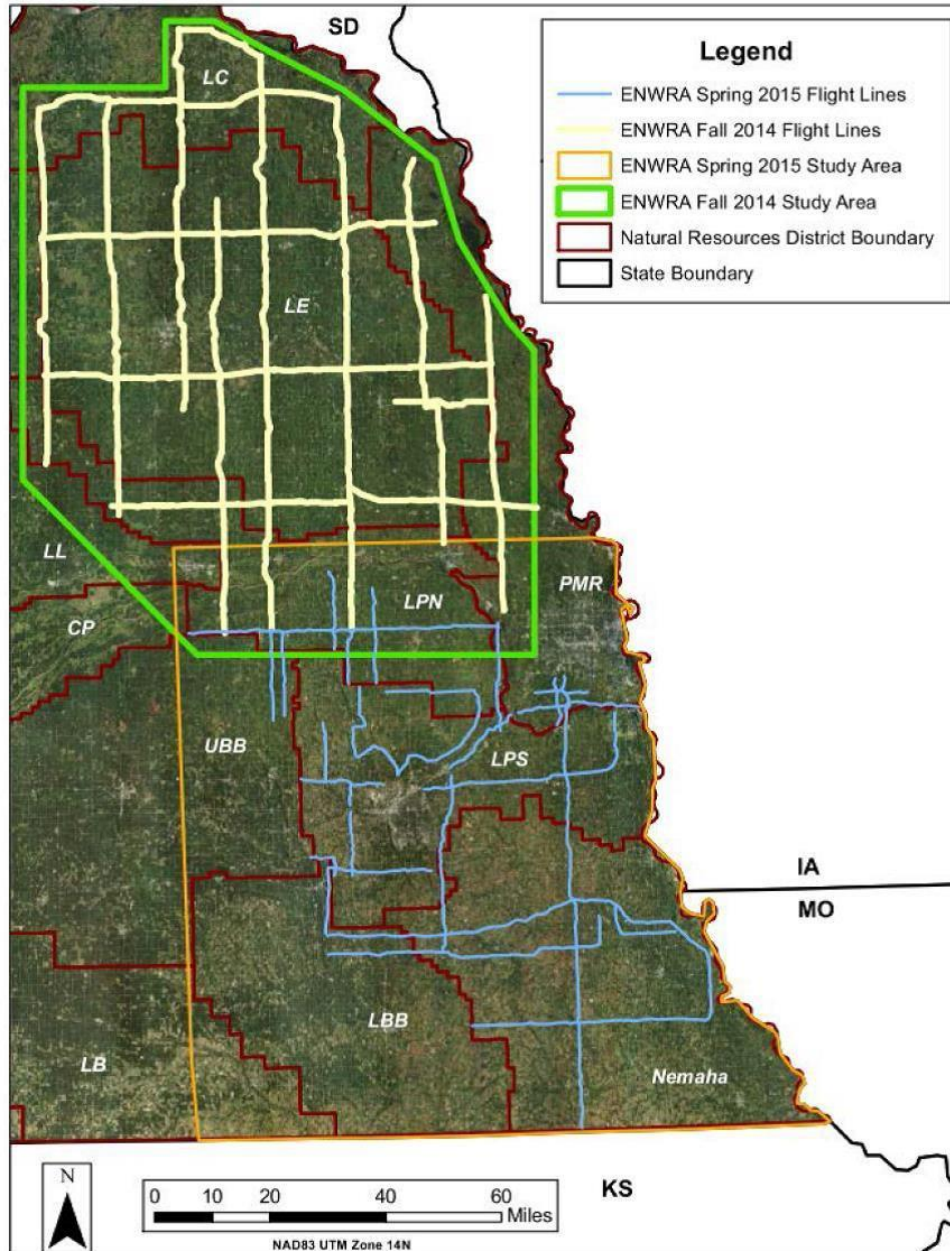 SD
Legend
ENWRA Spring 2015 Flight Lines
ENWRA Fall 2014 Flight Lines
ENWRA Spring 2015 Study Area
ENWRA Fall 2014 Study Area
Natural Resources District Boundary
State Boundary
LC
LE
LL
CP
LPN
PMR
UBB
LPS
IA
MO
LBB
LB
Nemaha
N
0 10 20 40 60
Miles
NAD83 UTM Zone 14N
KS